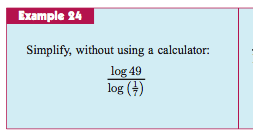 Example 24
Simplify, without using a calculator:
log 49
log (1/7)